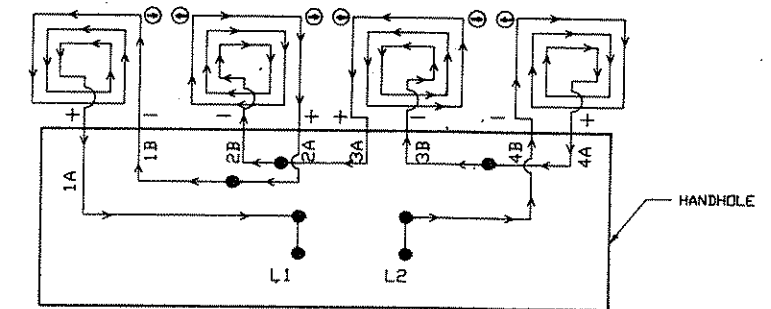 + - - + + - - +
1A 1B 2B 2A 3A 3B 4B 4A
HANDHOLE
L1 L2